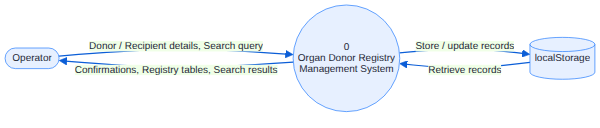 Operator
Donor / Recipient details, Search query
Confirmations, Registry tables, Search results
0
Organ Donor Registry
Management System
Store / update records
Retrieve records
localStorage